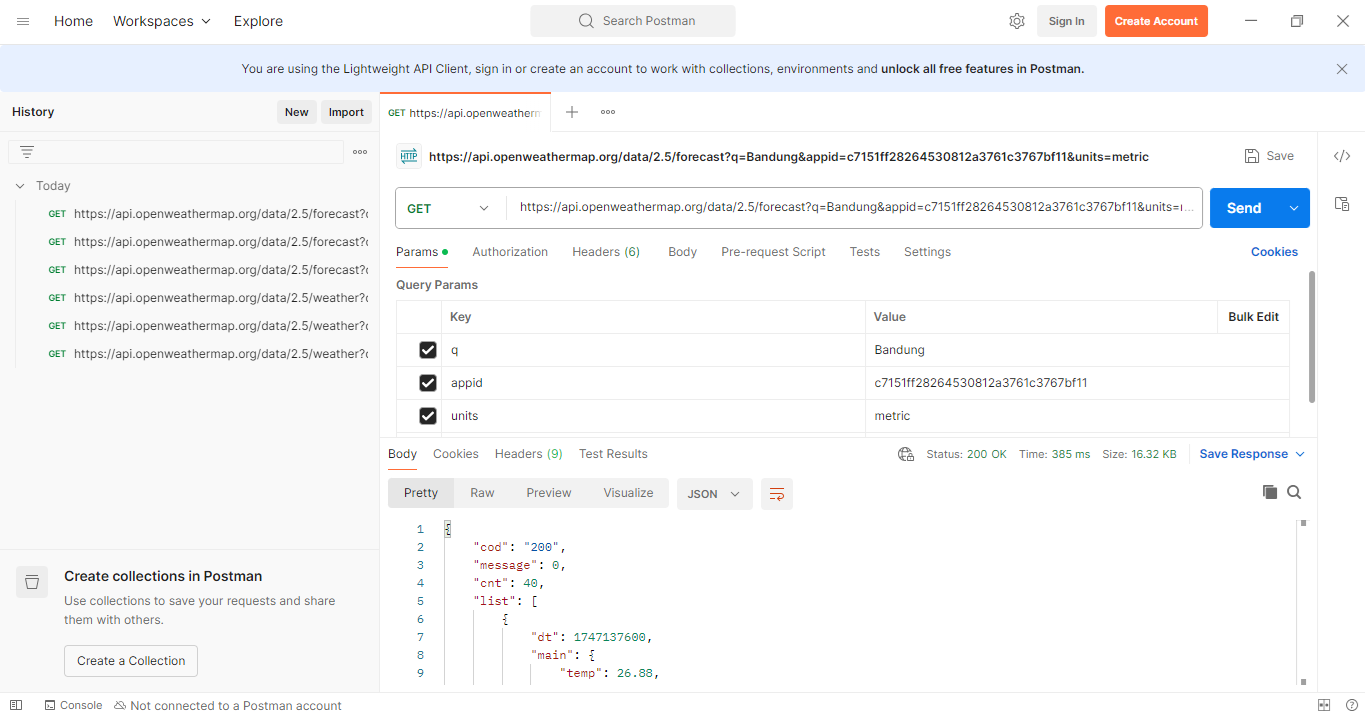 Home Workspaces Explore Search Postman Sign In Create Account
You are using the Lightweight API Client, sign in or create an account to work with collections, environments and unlock all free features in Postman.
History New Import
GET https://api.openweatherm
HTTP https://api.openweathermap.org/data/2.5/forecast?q=Bandung&appid=c7151ff28264530812a3761c3767bf11&units=metric Save
Today
GET https://api.openweathermap.org/data/2.5/forecast?q
GET https://api.openweathermap.org/data/2.5/forecast?q
GET https://api.openweathermap.org/data/2.5/forecast?q
GET https://api.openweathermap.org/data/2.5/weather?q
GET https://api.openweathermap.org/data/2.5/weather?q
GET https://api.openweathermap.org/data/2.5/weather?q
GET https://api.openweathermap.org/data/2.5/forecast?q=Bandung&appid=c7151ff28264530812a3761c3767bf11&units=r... Send
Params Authorization Headers (6) Body Pre-request Script Tests Settings Cookies
Query Params
Key Value Bulk Edit
q Bandung
appid c7151ff28264530812a3761c3767bf11
units metric
Body Cookies Headers (9) Test Results Status: 200 OK Time: 385 ms Size: 16.32 KB Save Response
Pretty Raw Preview Visualize JSON
1 {
2 "cod": "200",
3 "message": 0,
4 "cnt": 40,
5 "list": [
6 {
7 "dt": 1747137600,
8 "main": {
9 "temp": 26.88,
Create collections in Postman
Use collections to save your requests and share
them with others.
Create a Collection
Console Not connected to a Postman account